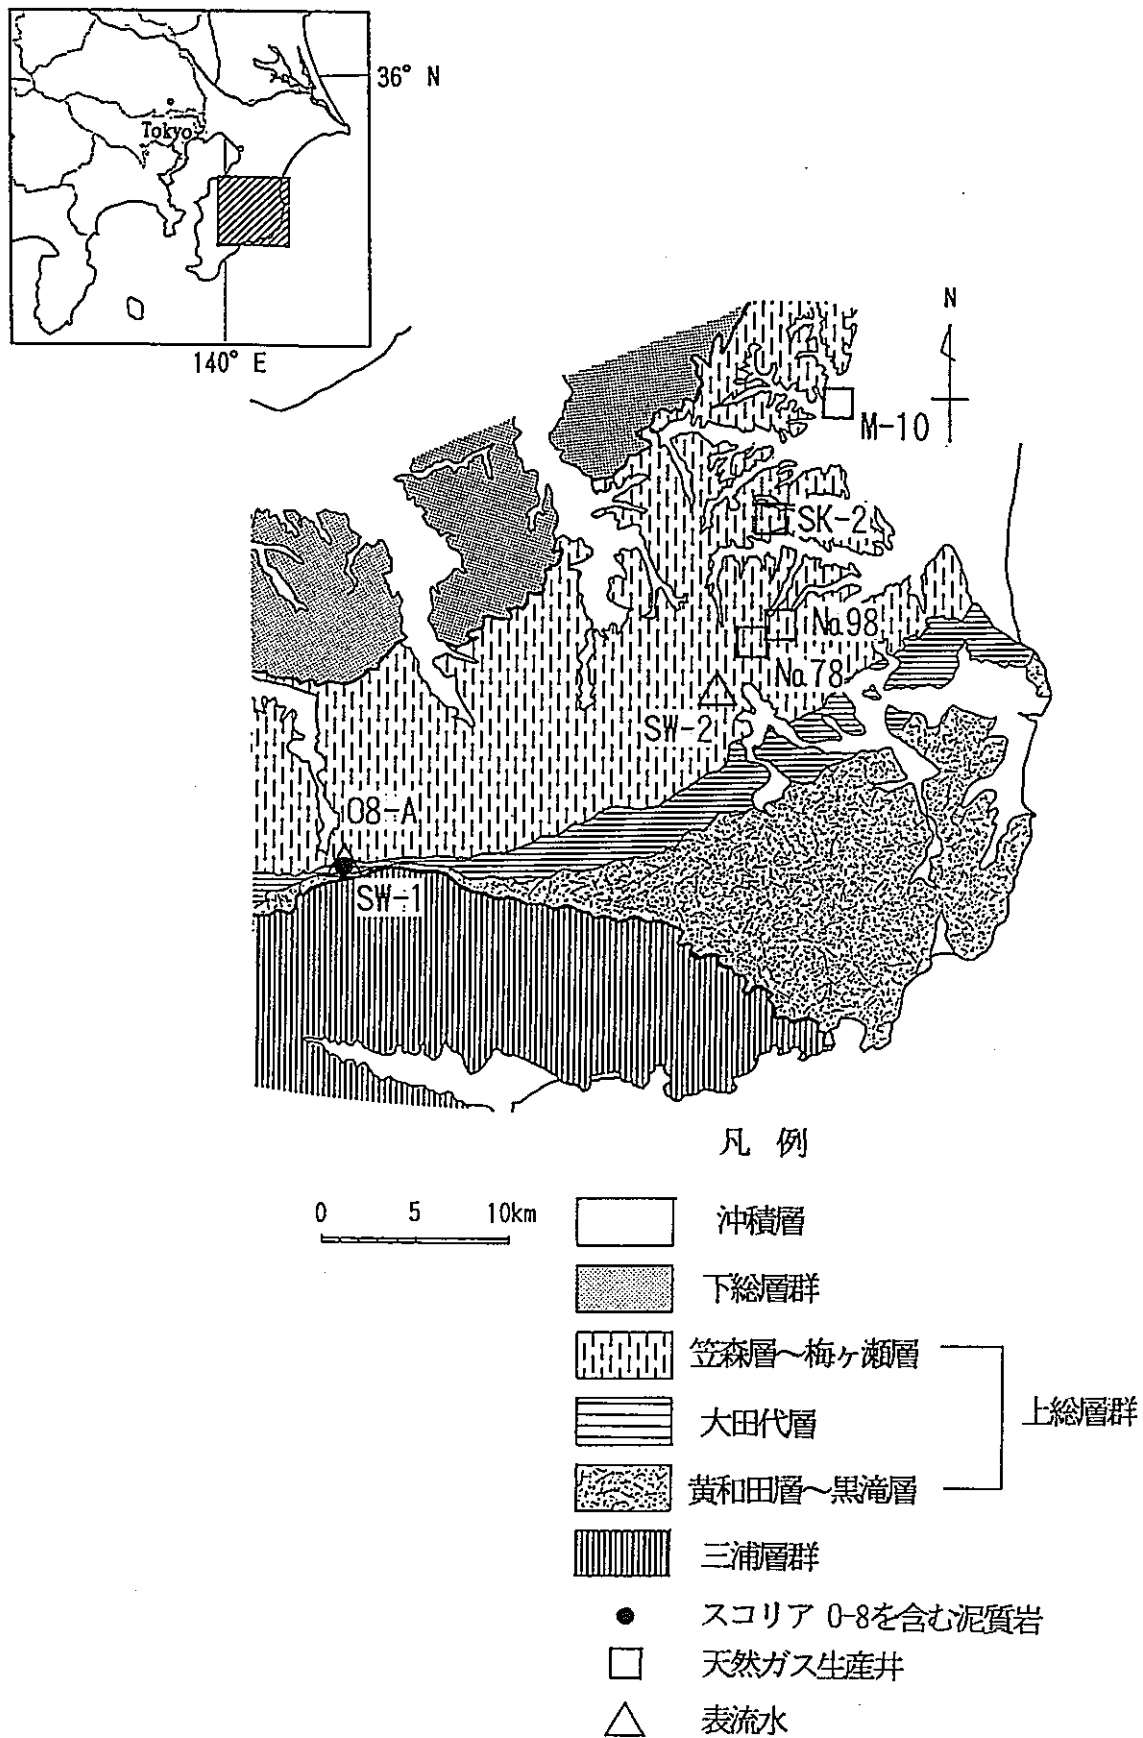 36° N
Tokyo
140° E
N
M-10
SK-2
No.98
No.78
SW-2
O8-A
SW-1
凡 例
0 5 10km
沖積層
下総層群
笠森層～梅ヶ瀬層
大田代層
上総層群
黄和田層～黒滝層
三浦層群
スコリア O-8を含む泥質岩
天然ガス生産井
表流水